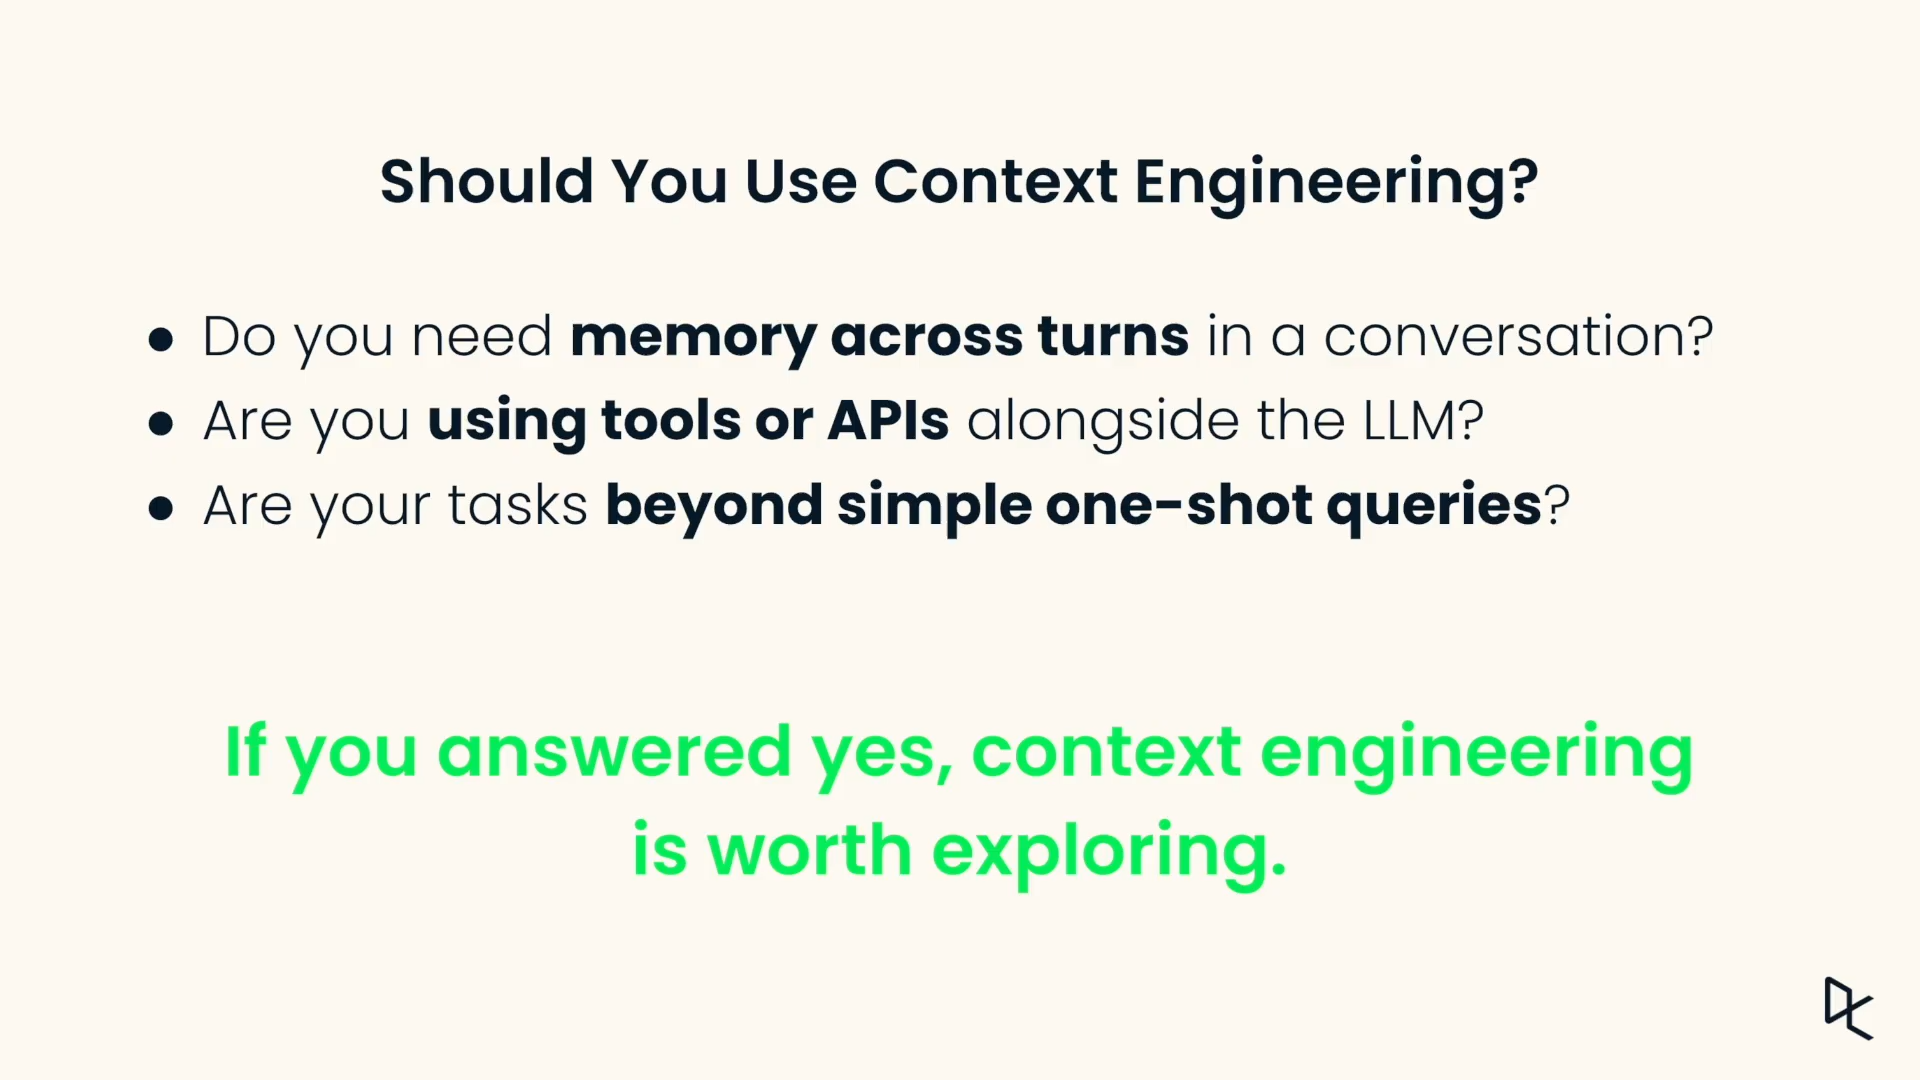 Should You Use Context Engineering?
● Do you need memory across turns in a conversation?
● Are you using tools or APIs alongside the LLM?
● Are your tasks beyond simple one-shot queries?
If you answered yes, context engineering
is worth exploring.